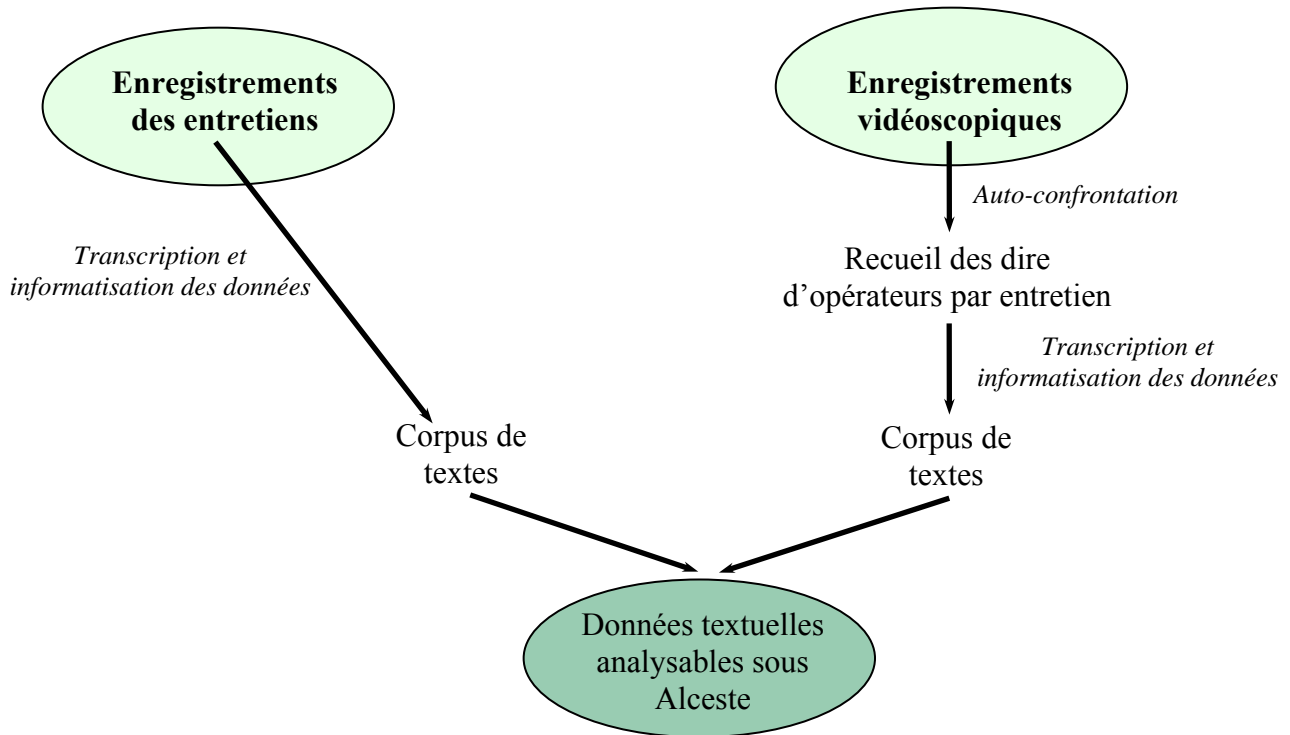 Enregistrements
des entretiens
Enregistrements
vidéoscopiques
Auto-confrontation
Transcription et
informatisation des données
Recueil des dire
d’opérateurs par entretien
Transcription et
informatisation des données
Corpus de
textes
Corpus de
textes
Données textuelles
analysables sous
Alceste